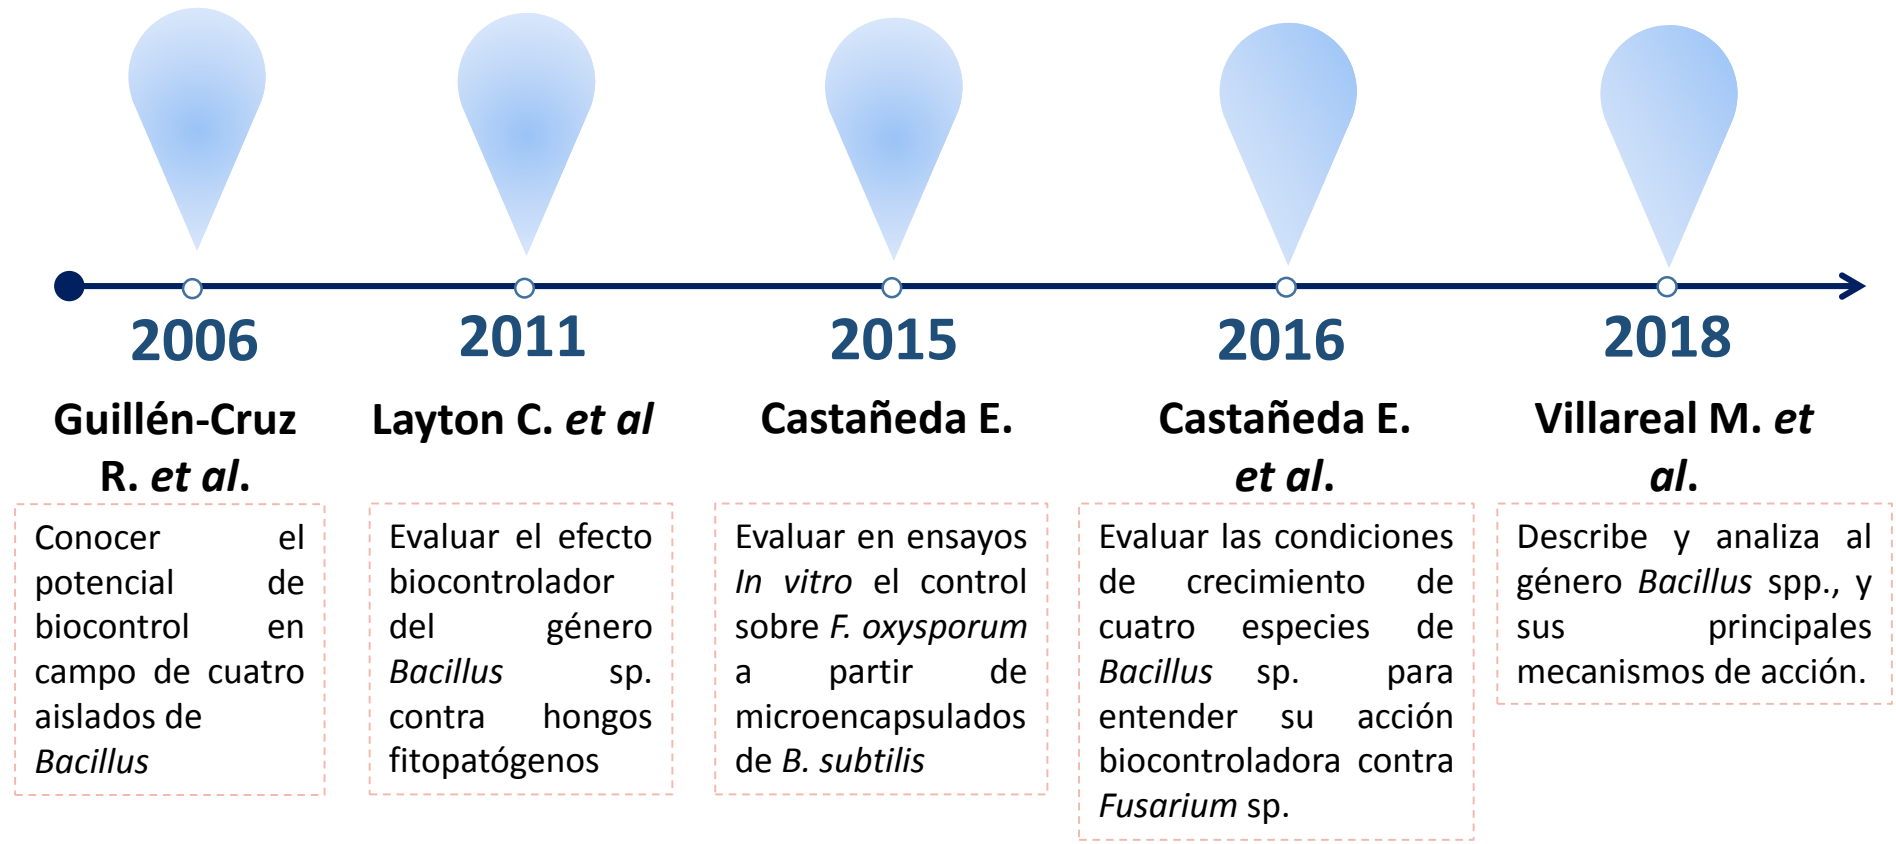 2006
Guillén-Cruz
R. et al.
Conocer el
potencial de
biocontrol en
campo de cuatro
aislados de
Bacillus
2011
Layton C. et al
Evaluar el efecto
biocontrolador
del género
Bacillus sp.
contra hongos
fitopatógenos
2015
Castañeda E.
Evaluar en ensayos
In vitro el control
sobre F. oxysporum
a partir de
microencapsulados
de B. subtilis
2016
Castañeda E.
et al.
Evaluar las condiciones
de crecimiento de
cuatro especies de
Bacillus sp. para
entender su acción
biocontroladora contra
Fusarium sp.
2018
Villareal M. et
al.
Describe y analiza al
género Bacillus spp., y
sus principales
mecanismos de acción.